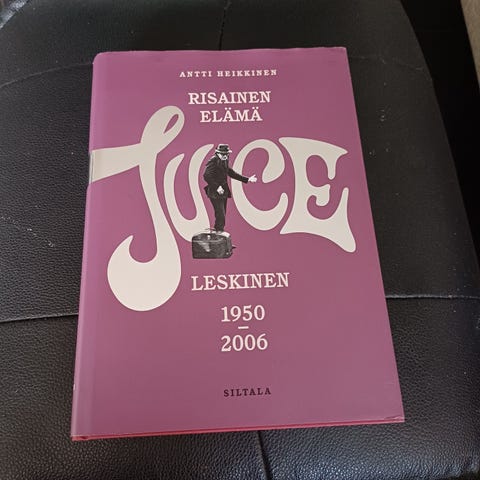 ANTTI HEIKKINEN
RISAINEN
ELÄMÄ
JUICE
LESKINEN
1950
–
2006
SILTALA